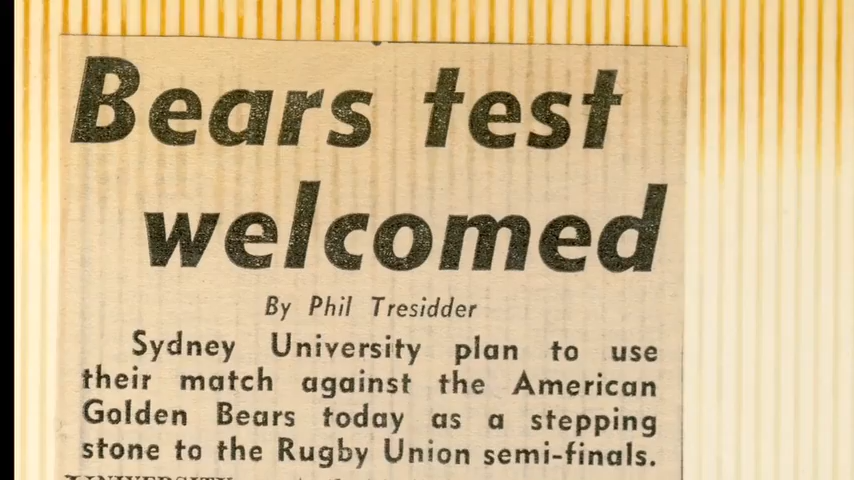 Bears test
welcomed
By Phil Tresidder
Sydney University plan to use
their match against the American
Golden Bears today as a stepping
stone to the Rugby Union semi-finals.
UNIVERSITY